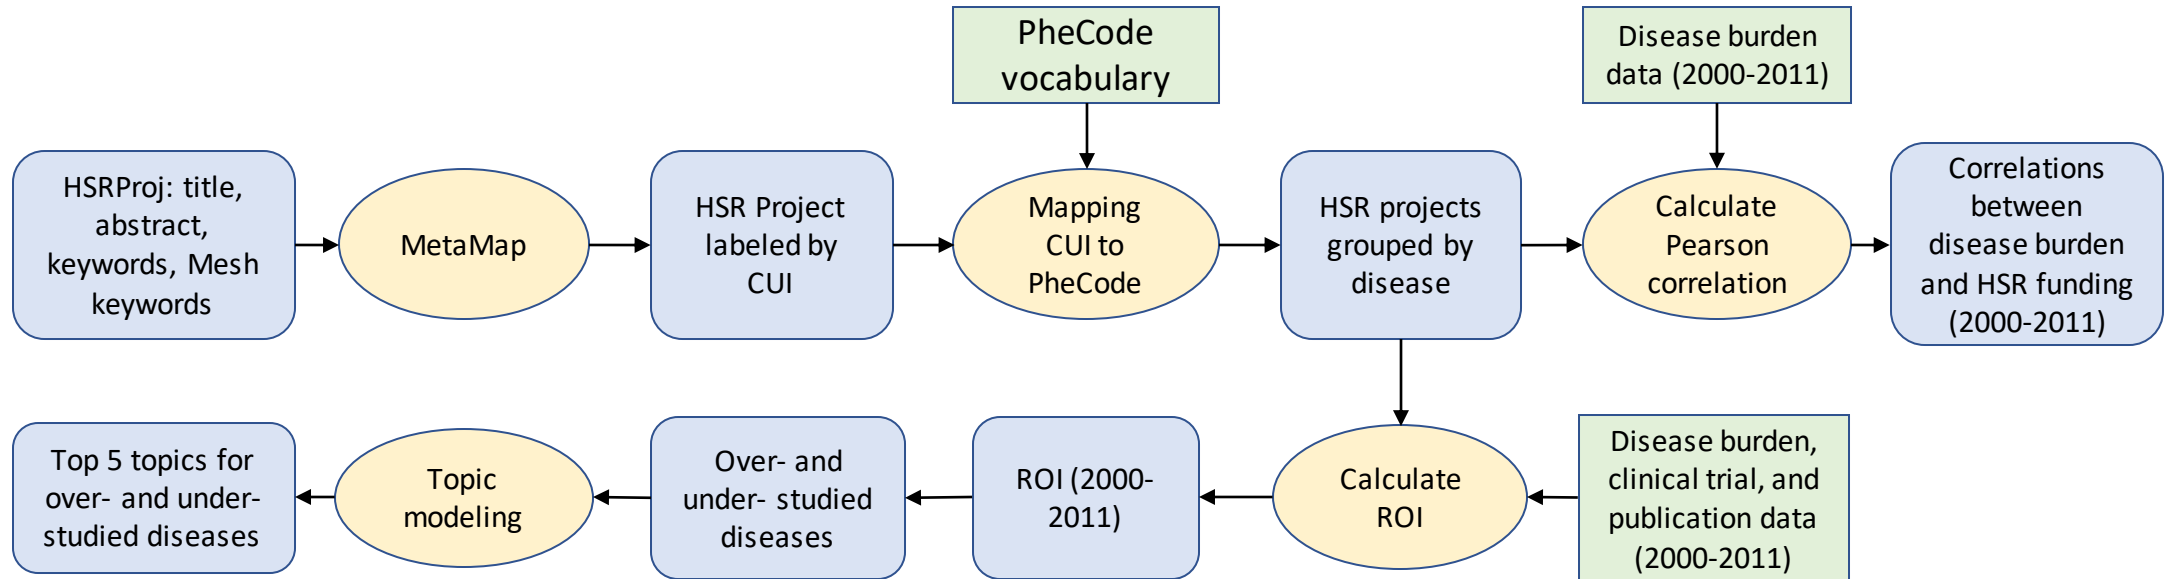 PheCode
vocabulary
Disease burden
data (2000-2011)
HSRProj: title,
abstract,
keywords, Mesh
keywords
MetaMap
HSR Project
labeled by
CUI
Mapping
CUI to
PheCode
HSR projects
grouped by
disease
Calculate
Pearson
correlation
Correlations
between
disease burden
and HSR funding
(2000-2011)
Top 5 topics for
over- and under-
studied diseases
Topic
modeling
Over- and
under- studied
diseases
ROI (2000-
2011)
Calculate
ROI
Disease burden,
clinical trial, and
publication data
(2000-2011)